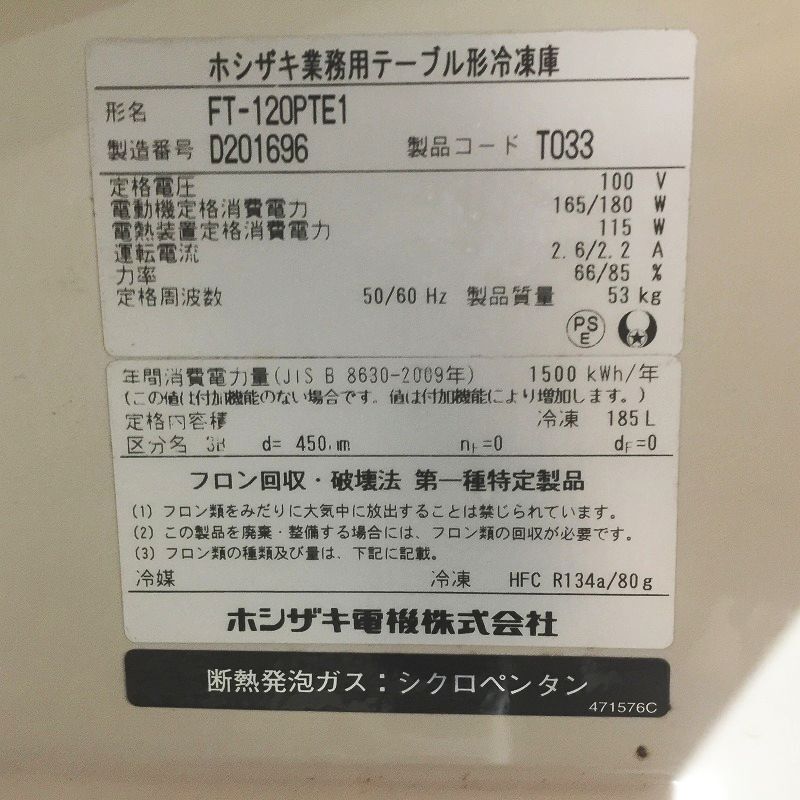 ホシザキ業務用テーブル形冷凍庫
形名 FT-120PTE1
製造番号 D201696 製品コード T033
定格電圧 100 V
電動機定格消費電力 165/180 W
電熱装置定格消費電力 115 W
運転電流 2.6/2.2 A
力率 66/85 %
定格周波数 50/60 Hz 製品質量 53 kg
PSE
年間消費電力量(JIS B 8630-2009年) 1500 kWh/年
(この値は付加機能のない場合です。値は付加機能により増加します。)
定格内容積 冷凍 185 L
区分名 d= 450 mm nF=0 dF=0
フロン回収・破壊法 第一種特定製品
(1) フロン類をみだりに大気中に放出することは禁じられています。
(2) この製品を廃棄・整備する場合には、フロン類の回収が必要です。
(3) フロン類の種類及び量は、下記に記載。
冷媒 冷凍 HFC R134a/80g
ホシザキ電機株式会社
断熱発泡ガス:シクロペンタン
471576C